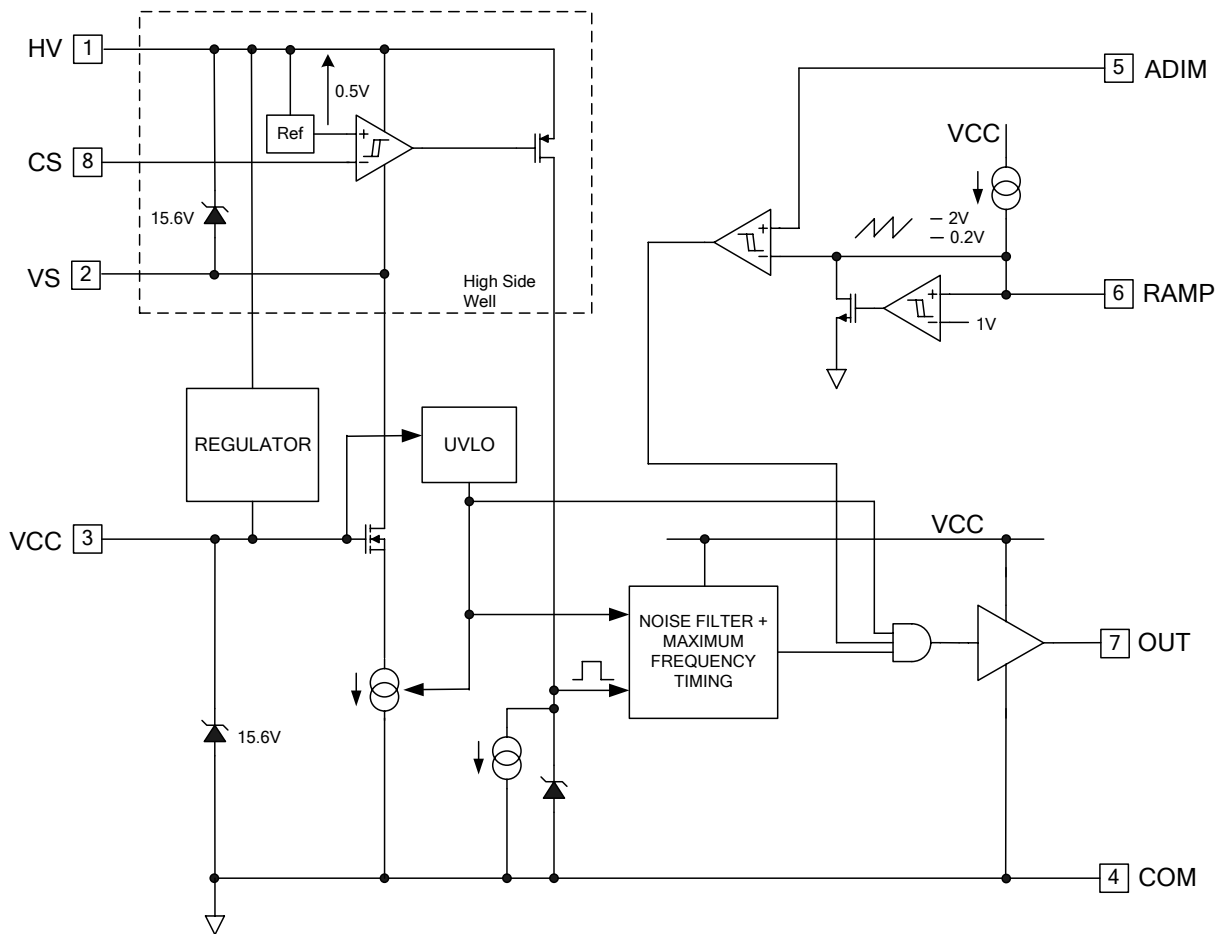 HV 1
0.5V
Ref
+
−
CS 8
15.6V
VS 2
High Side
Well
5 ADIM
VCC
+
−
– 2V
– 0.2V
+
−
1V
6 RAMP
REGULATOR
UVLO
VCC 3
VCC
NOISE FILTER +
MAXIMUM
FREQUENCY
TIMING
7 OUT
15.6V
4 COM